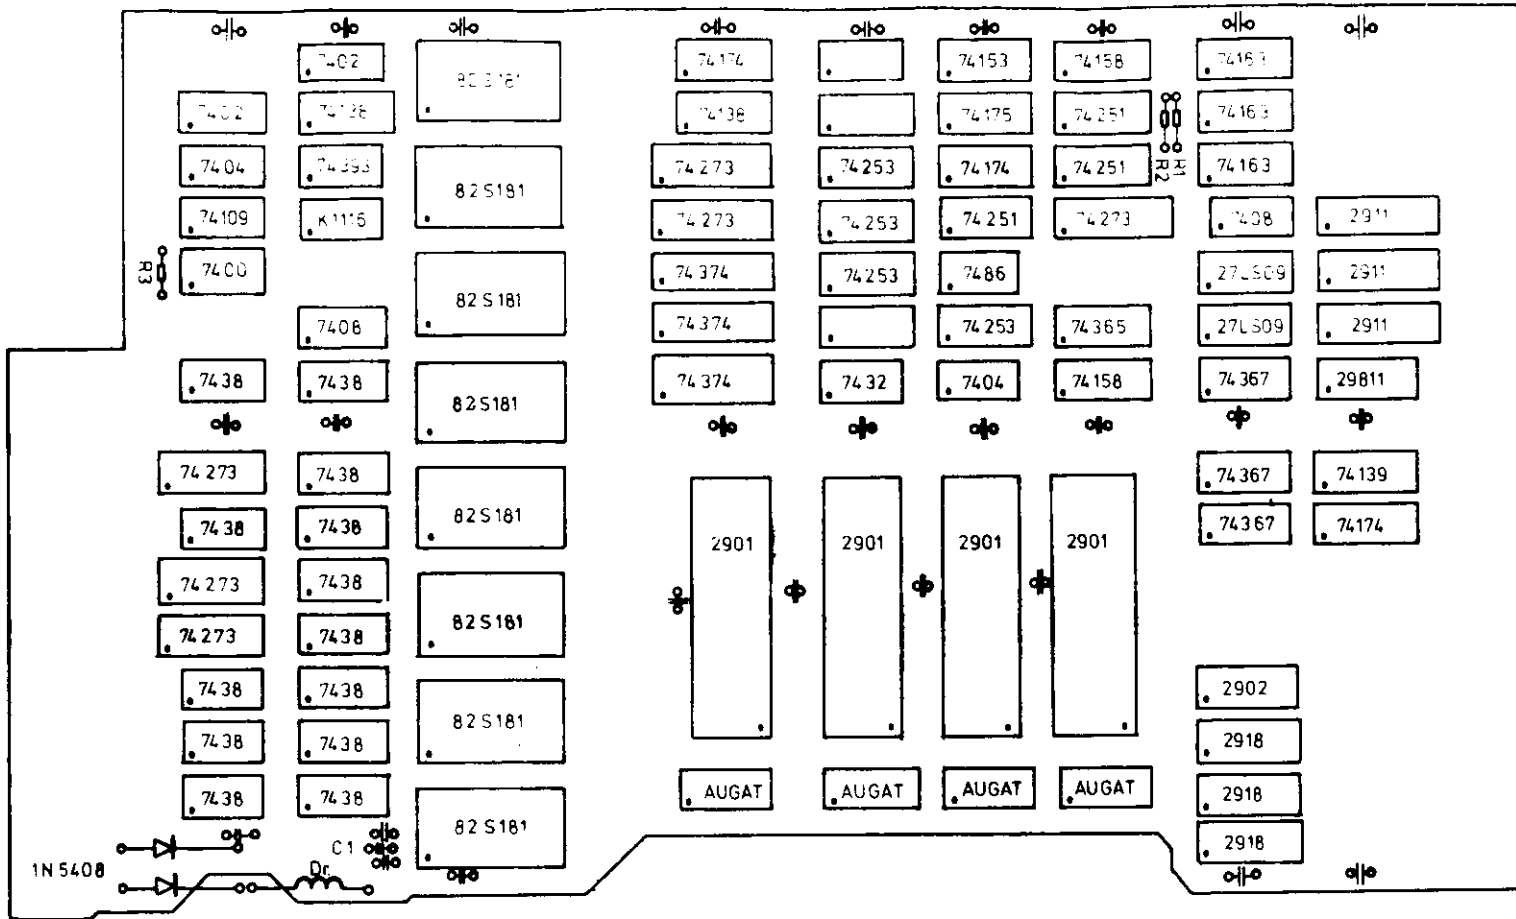 7402 82S181 74174 74153 74158 74163
7402 74138 74138 74175 74251 74163
7404 74393 82S181 74273 74253 74174 74251 R2 R1 74163
74109 K1115 74273 74253 74251 74273 7408 2911
R3 7400 82S181 74374 74253 7486 27LS09 2911
7408 74374 74253 74365 27LS09 2911
7438 7438 82S181 74374 7432 7404 74158 74367 29811
74273 7438 74367 74139
7438 7438 82S181 2901 2901 2901 2901 74367 74174
74273 7438
74273 7438 82S181
7438 7438 2902
7438 7438 82S181 2918
7438 7438 AUGAT AUGAT AUGAT AUGAT 2918
C1 82S181 2918
1N5408 Dr.